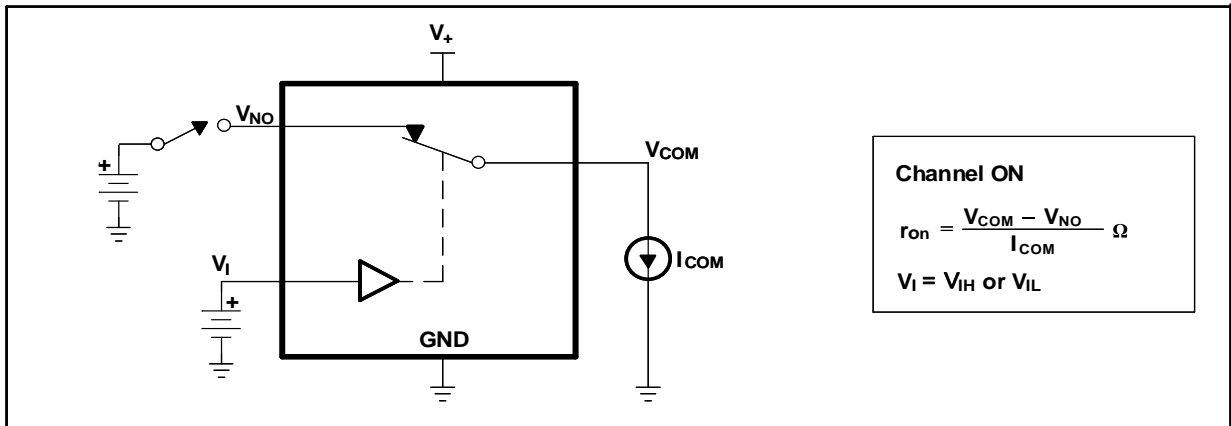 V+
VNO
+
VCOM
VI
+
ICOM
GND
Channel ON
ron = VCOM – VNO / ICOM Ω
VI = VIH or VIL